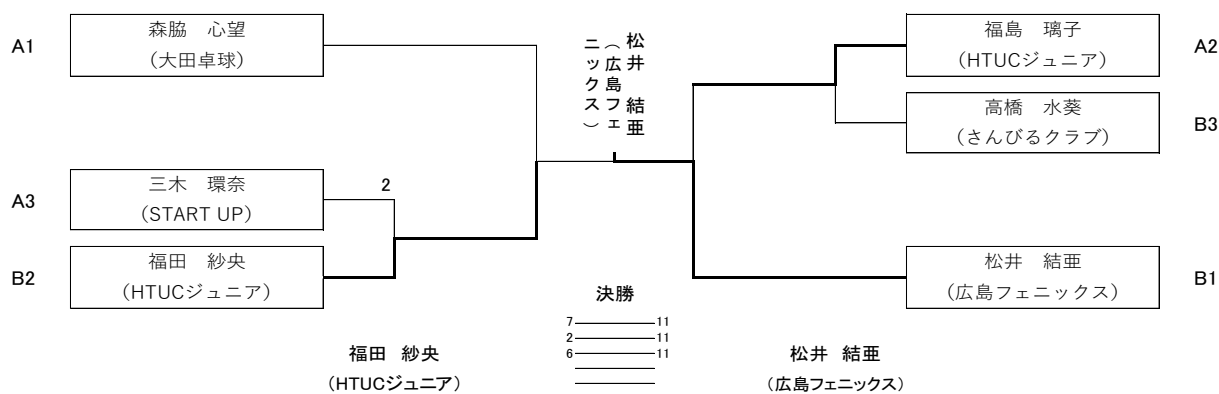 A1
森脇　心望
(大田卓球)
A3
三木　環奈
(START UP)
2
B2
福田　紗央
(HTUCジュニア)
松井　結亜
（広島フェ
ニックス）
福島　璃子
(HTUCジュニア)
A2
高橋　水葵
(さんびるクラブ)
B3
松井　結亜
(広島フェニックス)
B1
決勝
7 11
2 11
6 11
福田　紗央
(HTUCジュニア)
松井　結亜
(広島フェニックス)